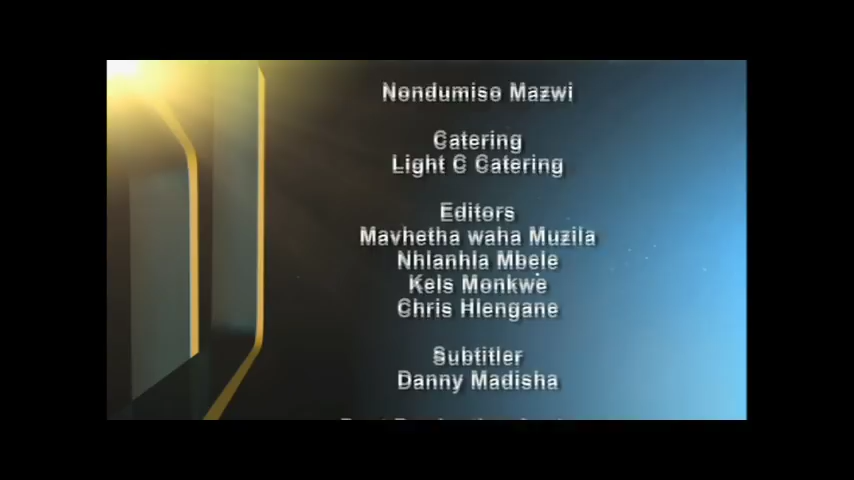 Nondumiso Mazwi
Catering
Light C Catering
Editors
Mavhetha waha Muzila
Nhlanhla Mbele
Kels Monkwe
Chris Hlengane
Subtitler
Danny Madisha